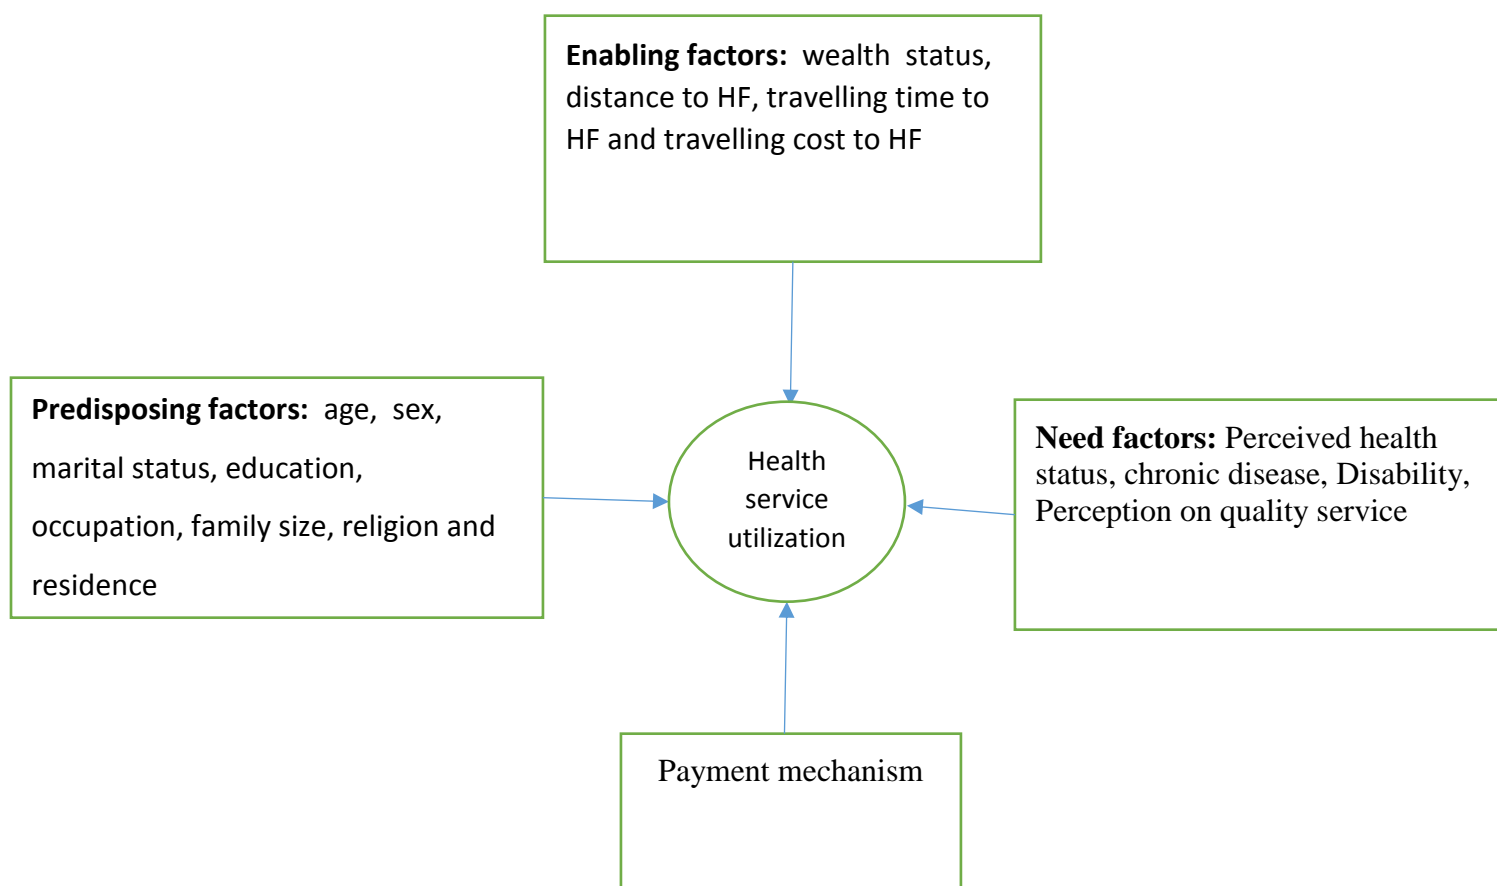 Enabling factors: wealth status,
distance to HF, travelling time to
HF and travelling cost to HF
Predisposing factors: age, sex,
marital status, education,
occupation, family size, religion and
residence
Health
service
utilization
Need factors: Perceived health
status, chronic disease, Disability,
Perception on quality service
Payment mechanism